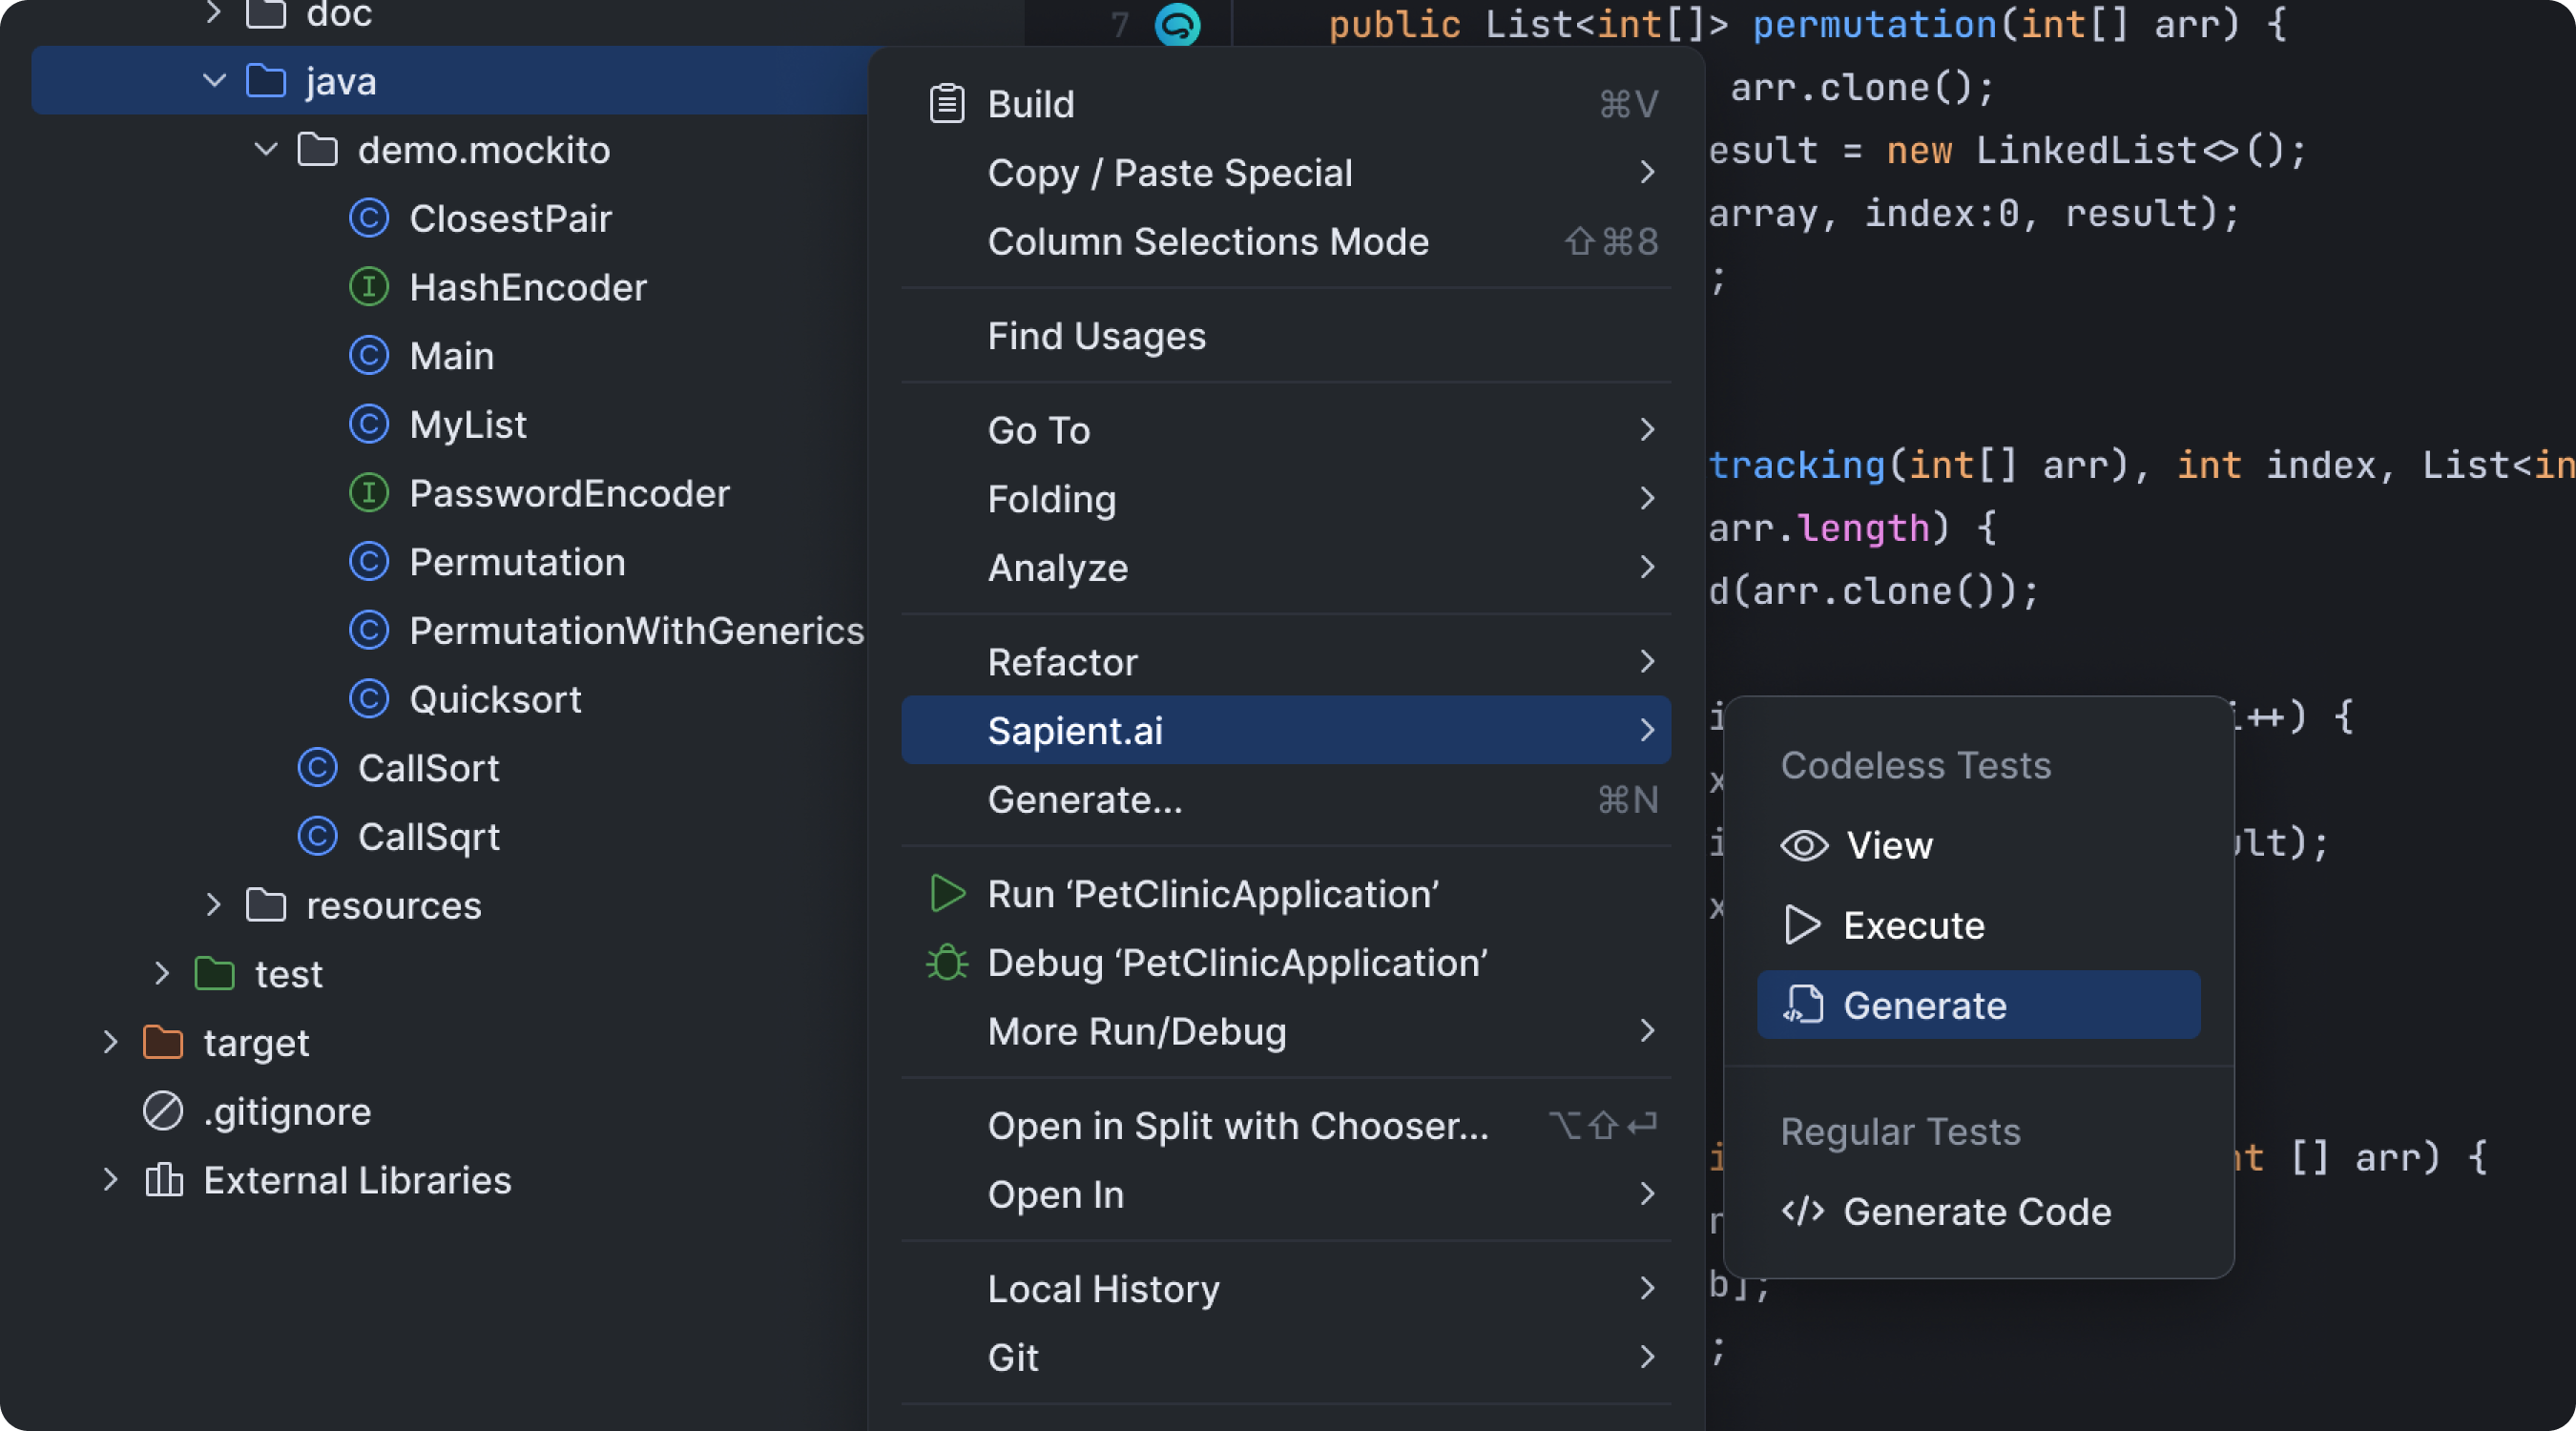 doc
java
demo.mockito
ClosestPair
HashEncoder
Main
MyList
PasswordEncoder
Permutation
PermutationWithGenerics
Quicksort
CallSort
CallSqrt
resources
test
target
.gitignore
External Libraries
Build ⌘V
Copy / Paste Special
Column Selections Mode ⇧⌘8
Find Usages
Go To
Folding
Analyze
Refactor
Sapient.ai
Generate... ⌘N
Run ‘PetClinicApplication’
Debug ‘PetClinicApplication’
More Run/Debug
Open in Split with Chooser... ⌥⇧⏎
Open In
Local History
Git
Codeless Tests
View
Execute
Generate
Regular Tests
</> Generate Code
7 public List<int[]> permutation(int[] arr) {
arr.clone();
esult = new LinkedList<>();
array, index:0, result);
;
tracking(int[] arr), int index, List<in
arr.length) {
d(arr.clone());
i++) {
ult);
nt [] arr) {
b];
;